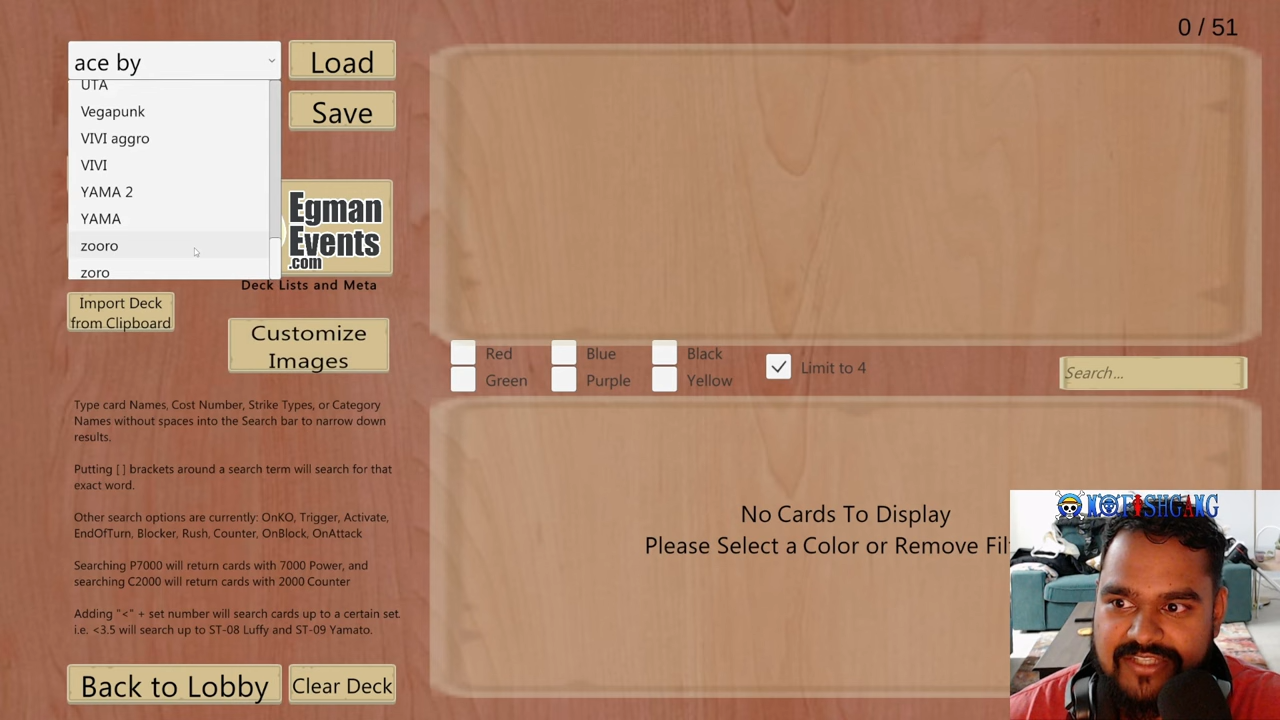 0 / 51
ace by
Load
UTA
Vegapunk
VIVI aggro
VIVI
YAMA 2
YAMA
zooro
zoro
Save
Egman
Events
.com
Deck Lists and Meta
Import Deck
from Clipboard
Customize
Images
Red
Blue
Black
Green
Purple
Yellow
Limit to 4
Search...
Type card Names, Cost Number, Strike Types, or Category
Names without spaces into the Search bar to narrow down
results.
Putting [ ] brackets around a search term will search for that
exact word.
Other search options are currently: OnKO, Trigger, Activate,
EndOfTurn, Blocker, Rush, Counter, OnBlock, OnAttack
Searching P7000 will return cards with 7000 Power, and
searching C2000 will return cards with 2000 Counter
Adding "<" + set number will search cards up to a certain set.
i.e. <3.5 will search up to ST-08 Luffy and ST-09 Yamato.
No Cards To Display
Please Select a Color or Remove Fil
Back to Lobby
Clear Deck